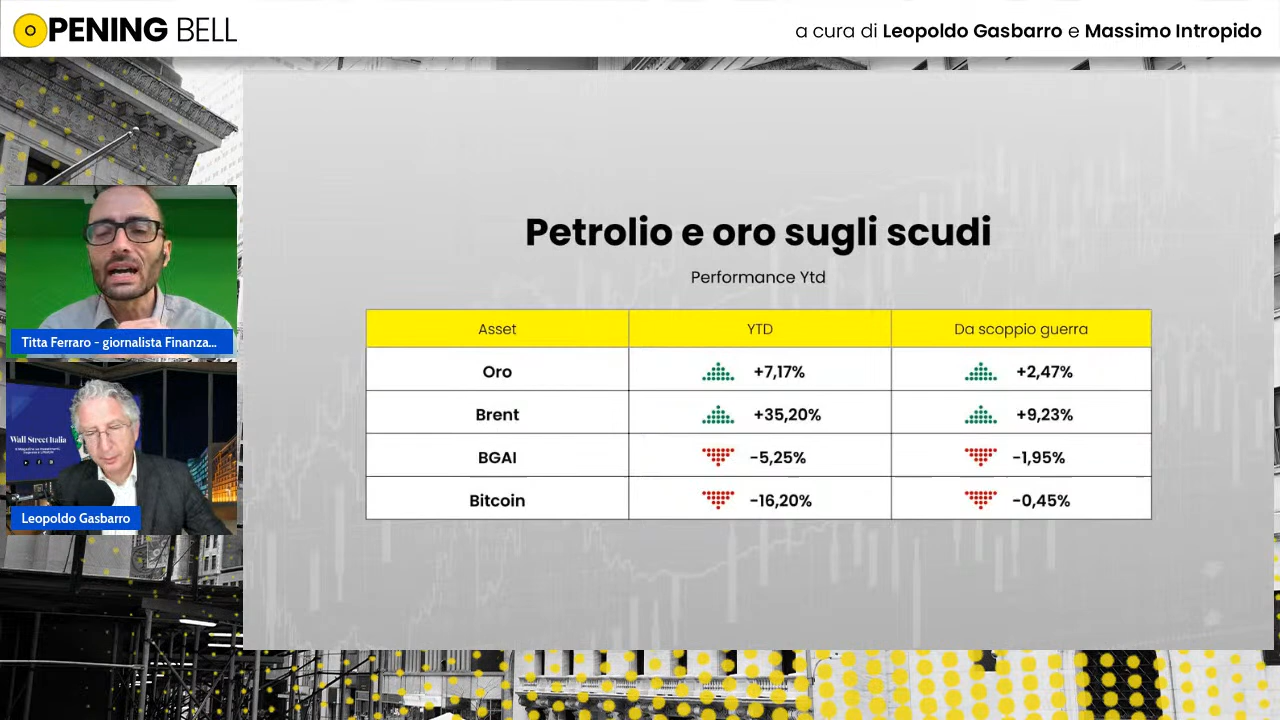 OPENING BELL
a cura di Leopoldo Gasbarro e Massimo Intropido
Petrolio e oro sugli scudi
Performance Ytd
Asset YTD Da scoppio guerra
Oro +7,17% +2,47%
Brent +35,20% +9,23%
BGAI -5,25% -1,95%
Bitcoin -16,20% -0,45%
Titta Ferraro - giornalista Finanza...
Wall Street Italia
Leopoldo Gasbarro